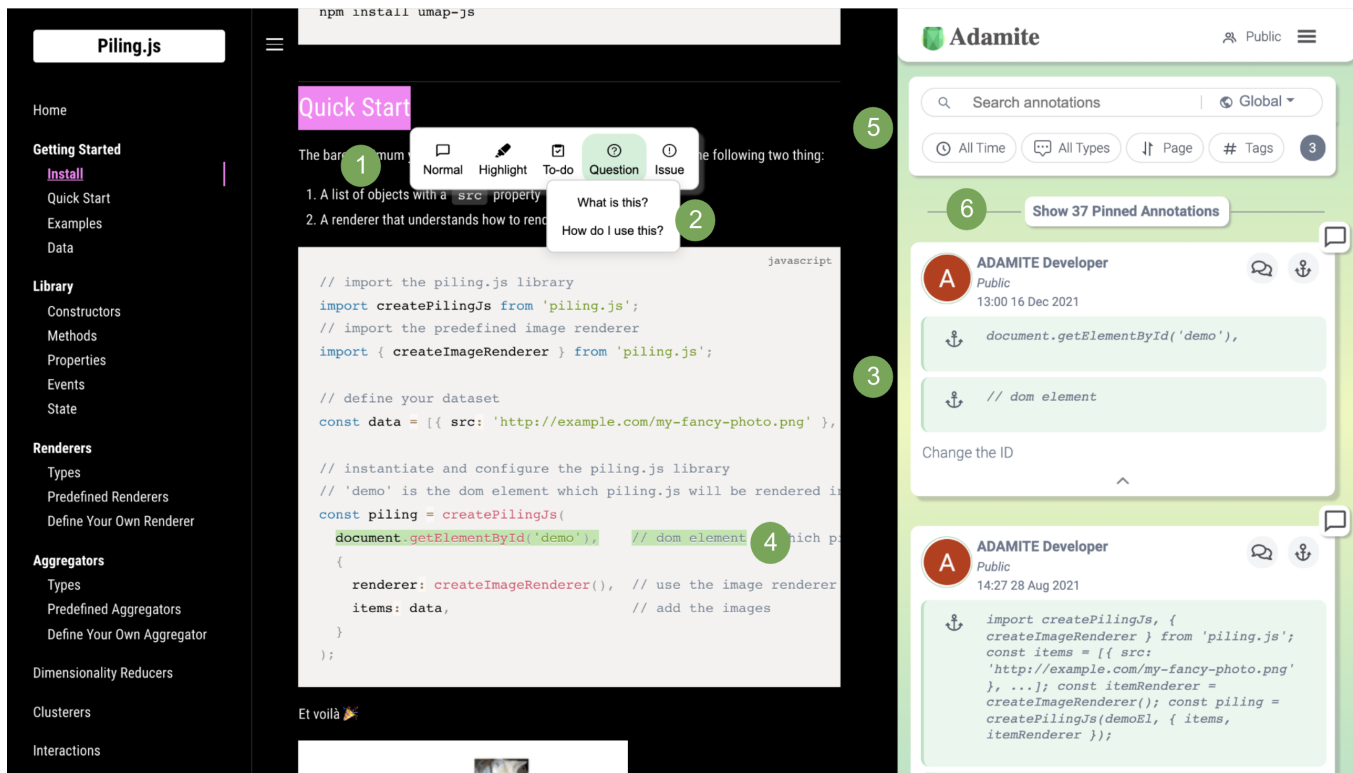 npm install umap-js
Piling.js
Home
Getting Started
Install
Quick Start
Examples
Data
Library
Constructors
Methods
Properties
Events
State
Renderers
Types
Predefined Renderers
Define Your Own Renderer
Aggregators
Types
Predefined Aggregators
Define Your Own Aggregator
Dimensionality Reducers
Clusterers
Interactions
Quick Start
1
Normal
Highlight
To-do
Question
Issue
The bare
following two thing:
1. A list of objects with a src property
2. A renderer that understands how to
What is this?
How do I use this?
2
javascript
// import the piling.js library
import createPilingJs from 'piling.js';
// import the predefined image renderer
import { createImageRenderer } from 'piling.js';
// define your dataset
const data = [{ src: 'http://example.com/my-fancy-photo.png' },
// instantiate and configure the piling.js library
// 'demo' is the dom element which piling.js will be rendered in
const piling = createPilingJs(
document.getElementById('demo'), // dom element
4
{
renderer: createImageRenderer(), // use the image renderer
items: data, // add the images
}
);
Et voilà 🎉
3
5
Adamite
Public
Search annotations
Global
All Time
All Types
Page
# Tags
3
6
Show 37 Pinned Annotations
A
ADAMITE Developer
Public
13:00 16 Dec 2021
document.getElementById('demo'),
// dom element
Change the ID
A
ADAMITE Developer
Public
14:27 28 Aug 2021
import createPilingJs, {
createImageRenderer } from 'piling.js';
const items = [{ src:
'http://example.com/my-fancy-photo.png'
}, ...]; const itemRenderer =
createImageRenderer(); const piling =
createPilingJs(demoEl, { items,
itemRenderer });